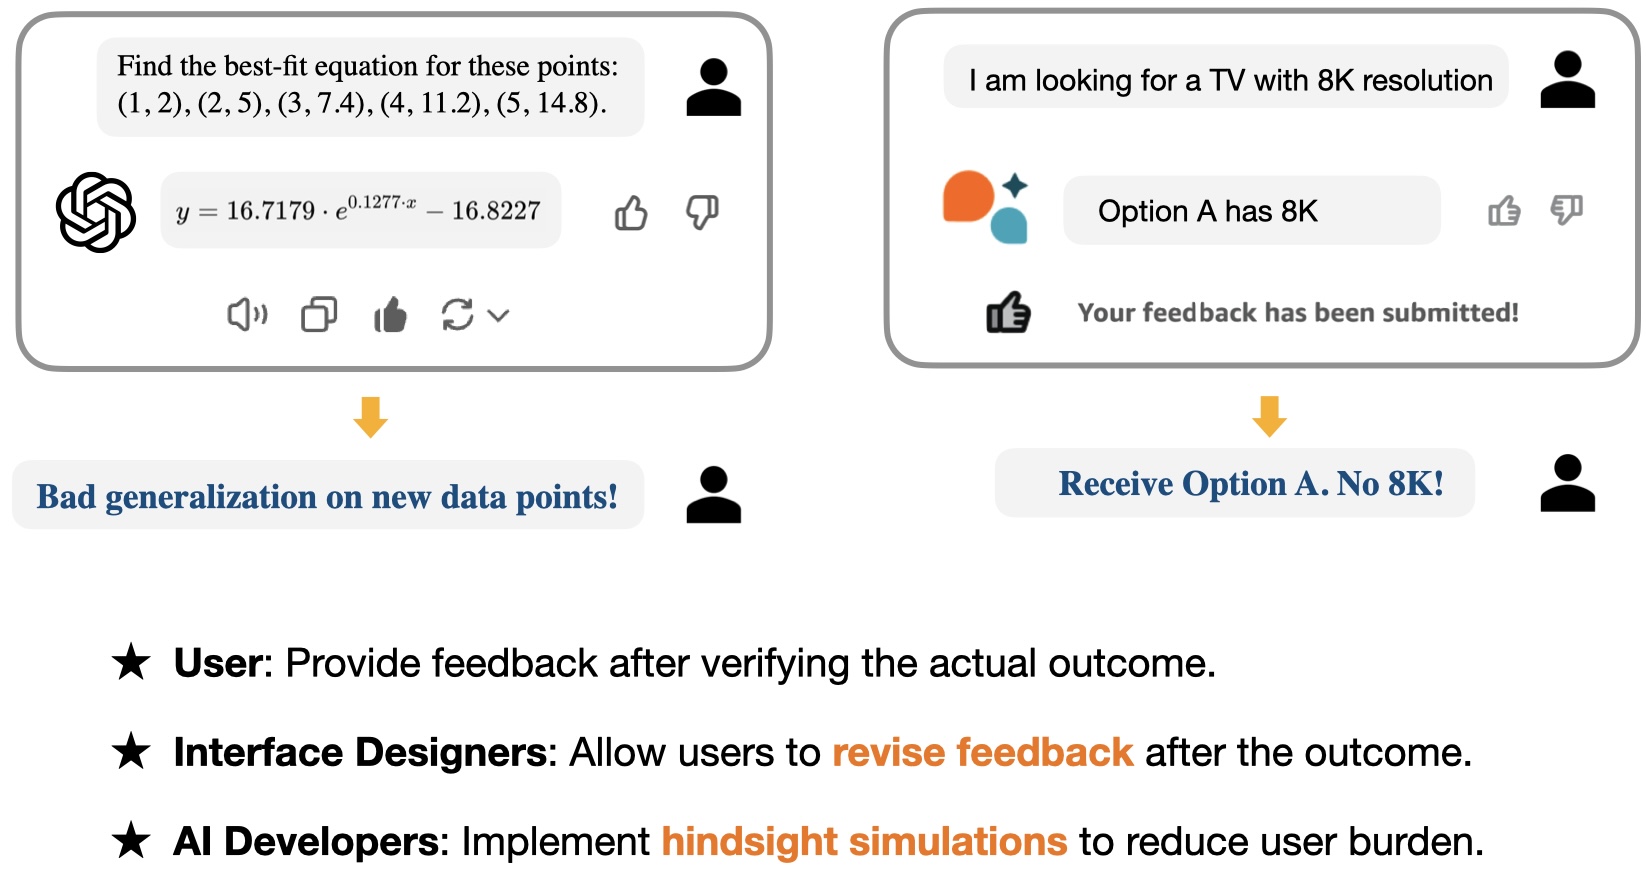 Find the best-fit equation for these points:
(1, 2), (2, 5), (3, 7.4), (4, 11.2), (5, 14.8).
y = 16.7179 · e^{0.1277·x} − 16.8227
Bad generalization on new data points!
I am looking for a TV with 8K resolution
Option A has 8K
Your feedback has been submitted!
Receive Option A. No 8K!
★ User: Provide feedback after verifying the actual outcome.
★ Interface Designers: Allow users to revise feedback after the outcome.
★ AI Developers: Implement hindsight simulations to reduce user burden.